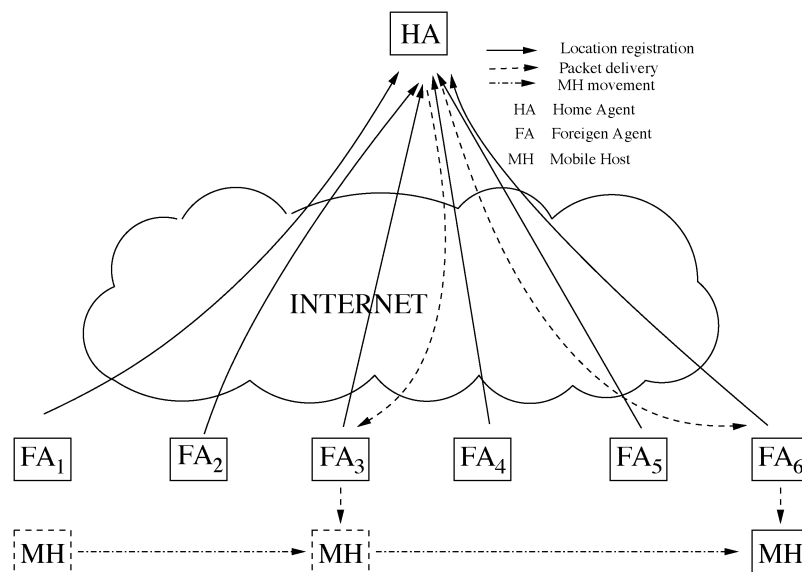 HA
Location registration
Packet delivery
MH movement
HA Home Agent
FA Foreigen Agent
MH Mobile Host
INTERNET
FA1 FA2 FA3 FA4 FA5 FA6
MH MH MH